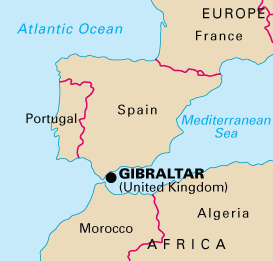 EUROPE
Atlantic Ocean
France
Portugal
Spain
Mediterranean
Sea
GIBRALTAR
(United Kingdom)
Algeria
Morocco
AFRICA